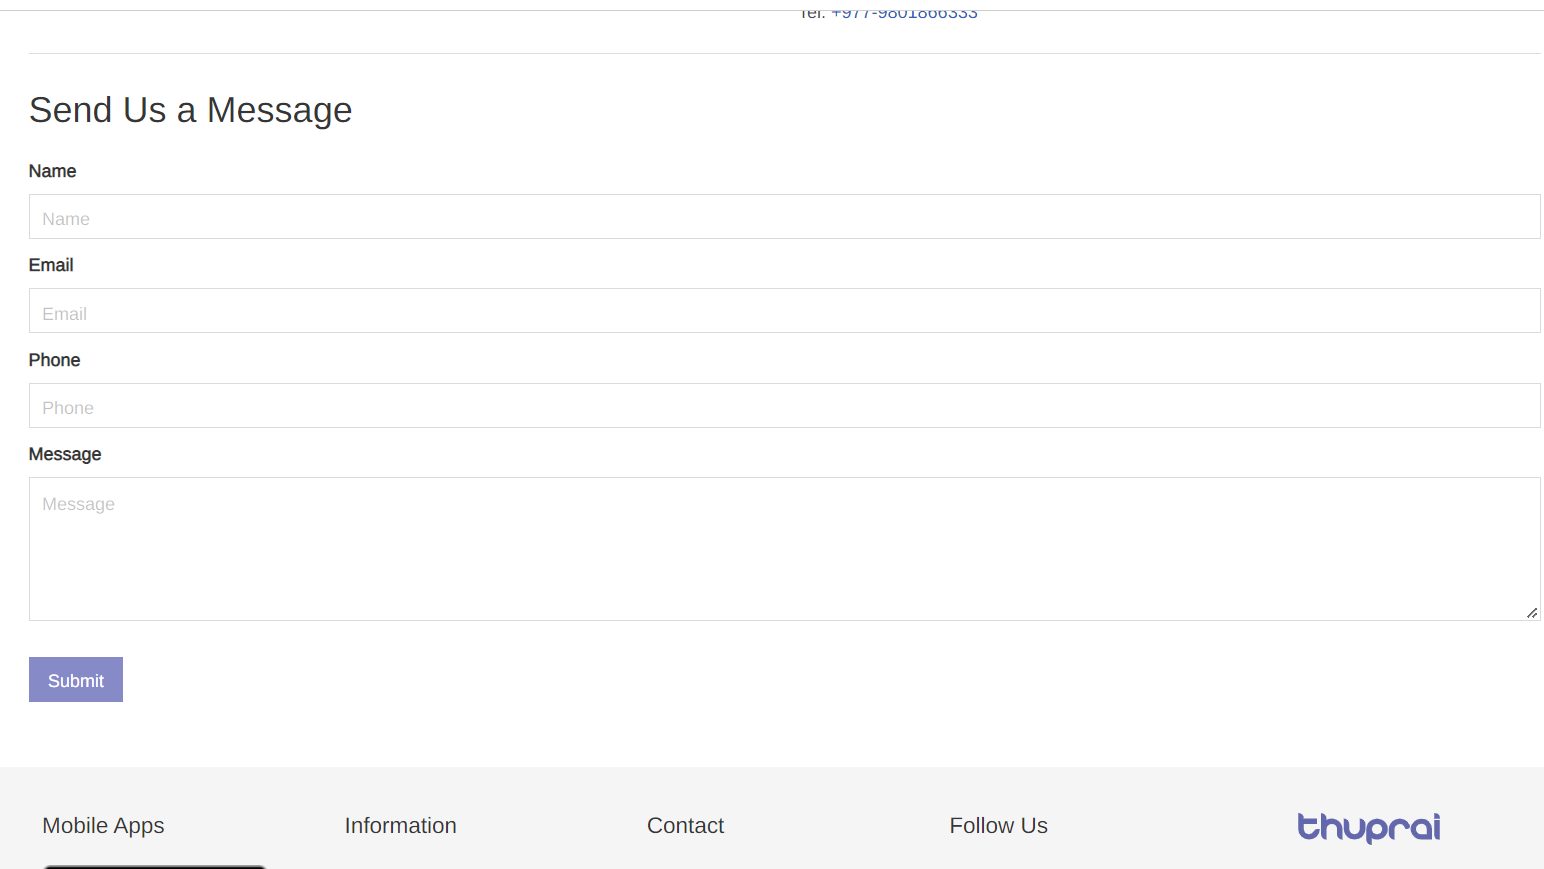 Tel: +977-9801866333
Send Us a Message
Name
Name
Email
Email
Phone
Phone
Message
Message
Submit
Mobile Apps
Information
Contact
Follow Us
thuprai